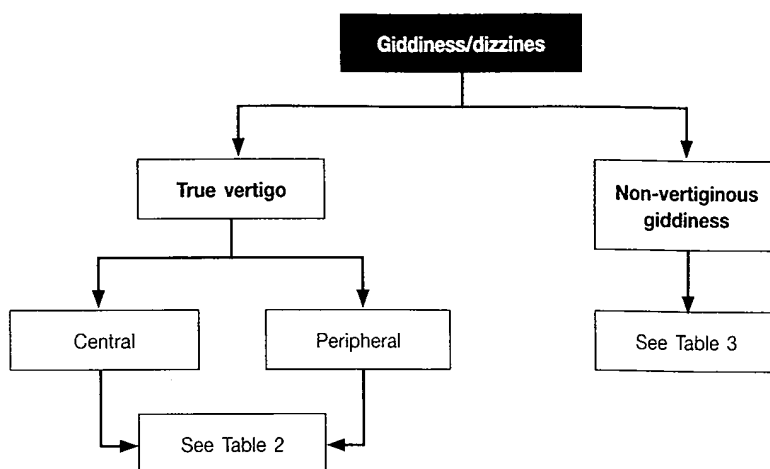 Giddiness/dizzines
True vertigo
Non-vertiginous
giddiness
Central
Peripheral
See Table 3
See Table 2